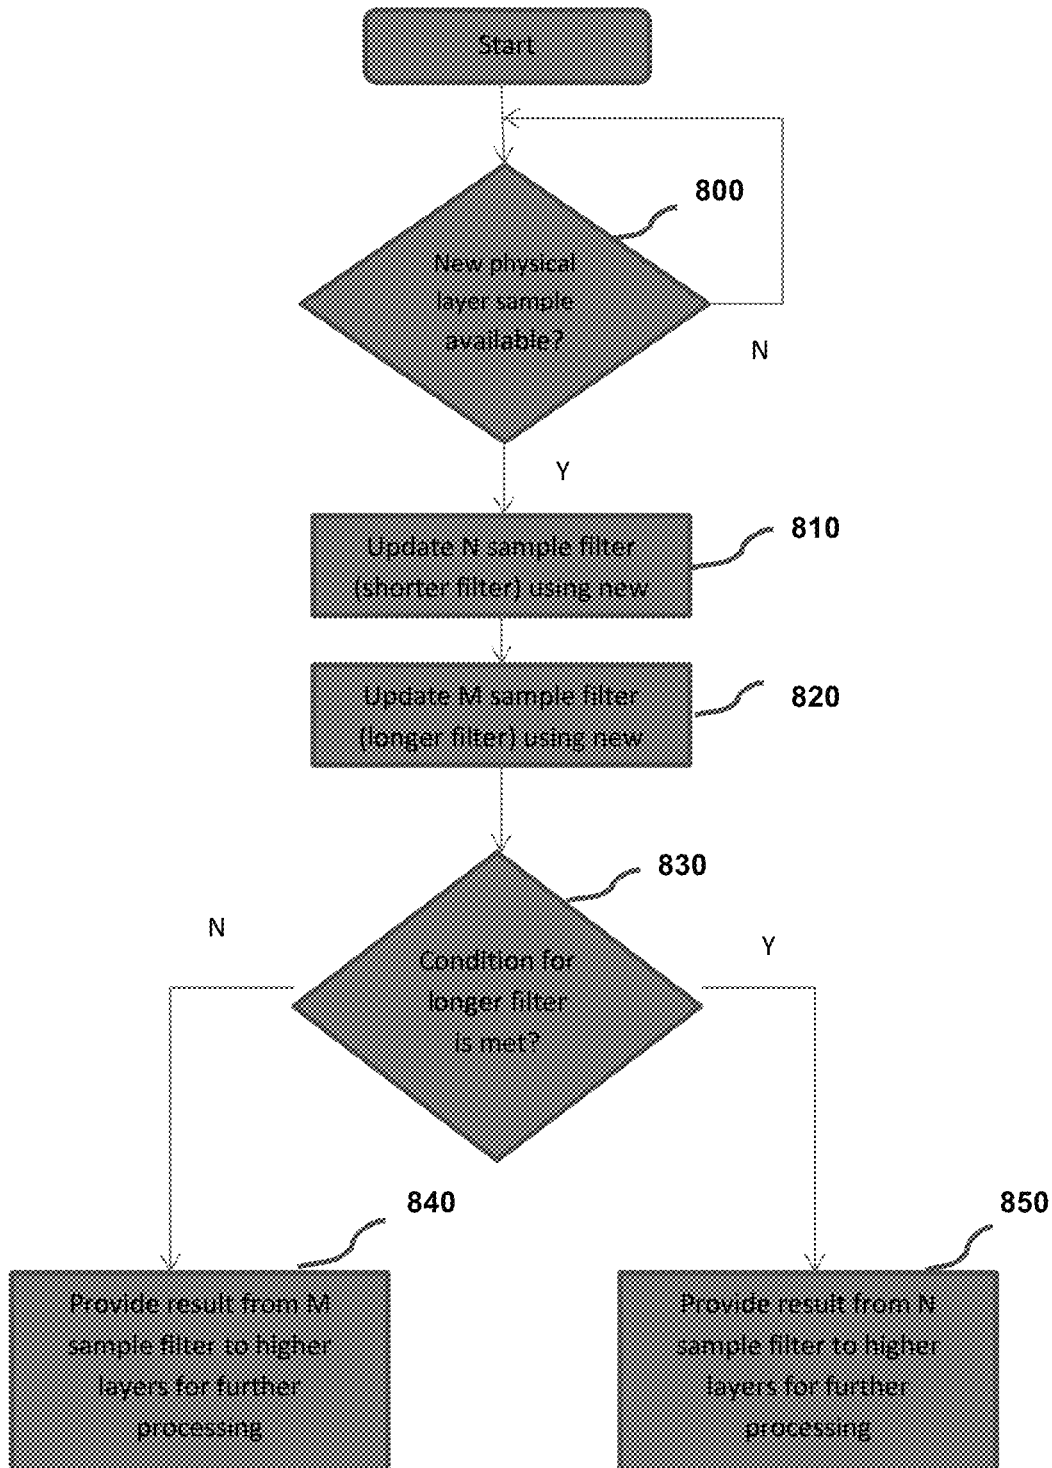 Start
800
New physical
layer sample
available?
N
Y
810
Update N sample filter
(shorter filter) using new
820
Update M sample filter
(longer filter) using new
830
N
Y
Condition for
longer filter
is met?
840
850
Provide result from M
sample filter to higher
layers for further
processing
Provide result from N
sample filter to higher
layers for further
processing